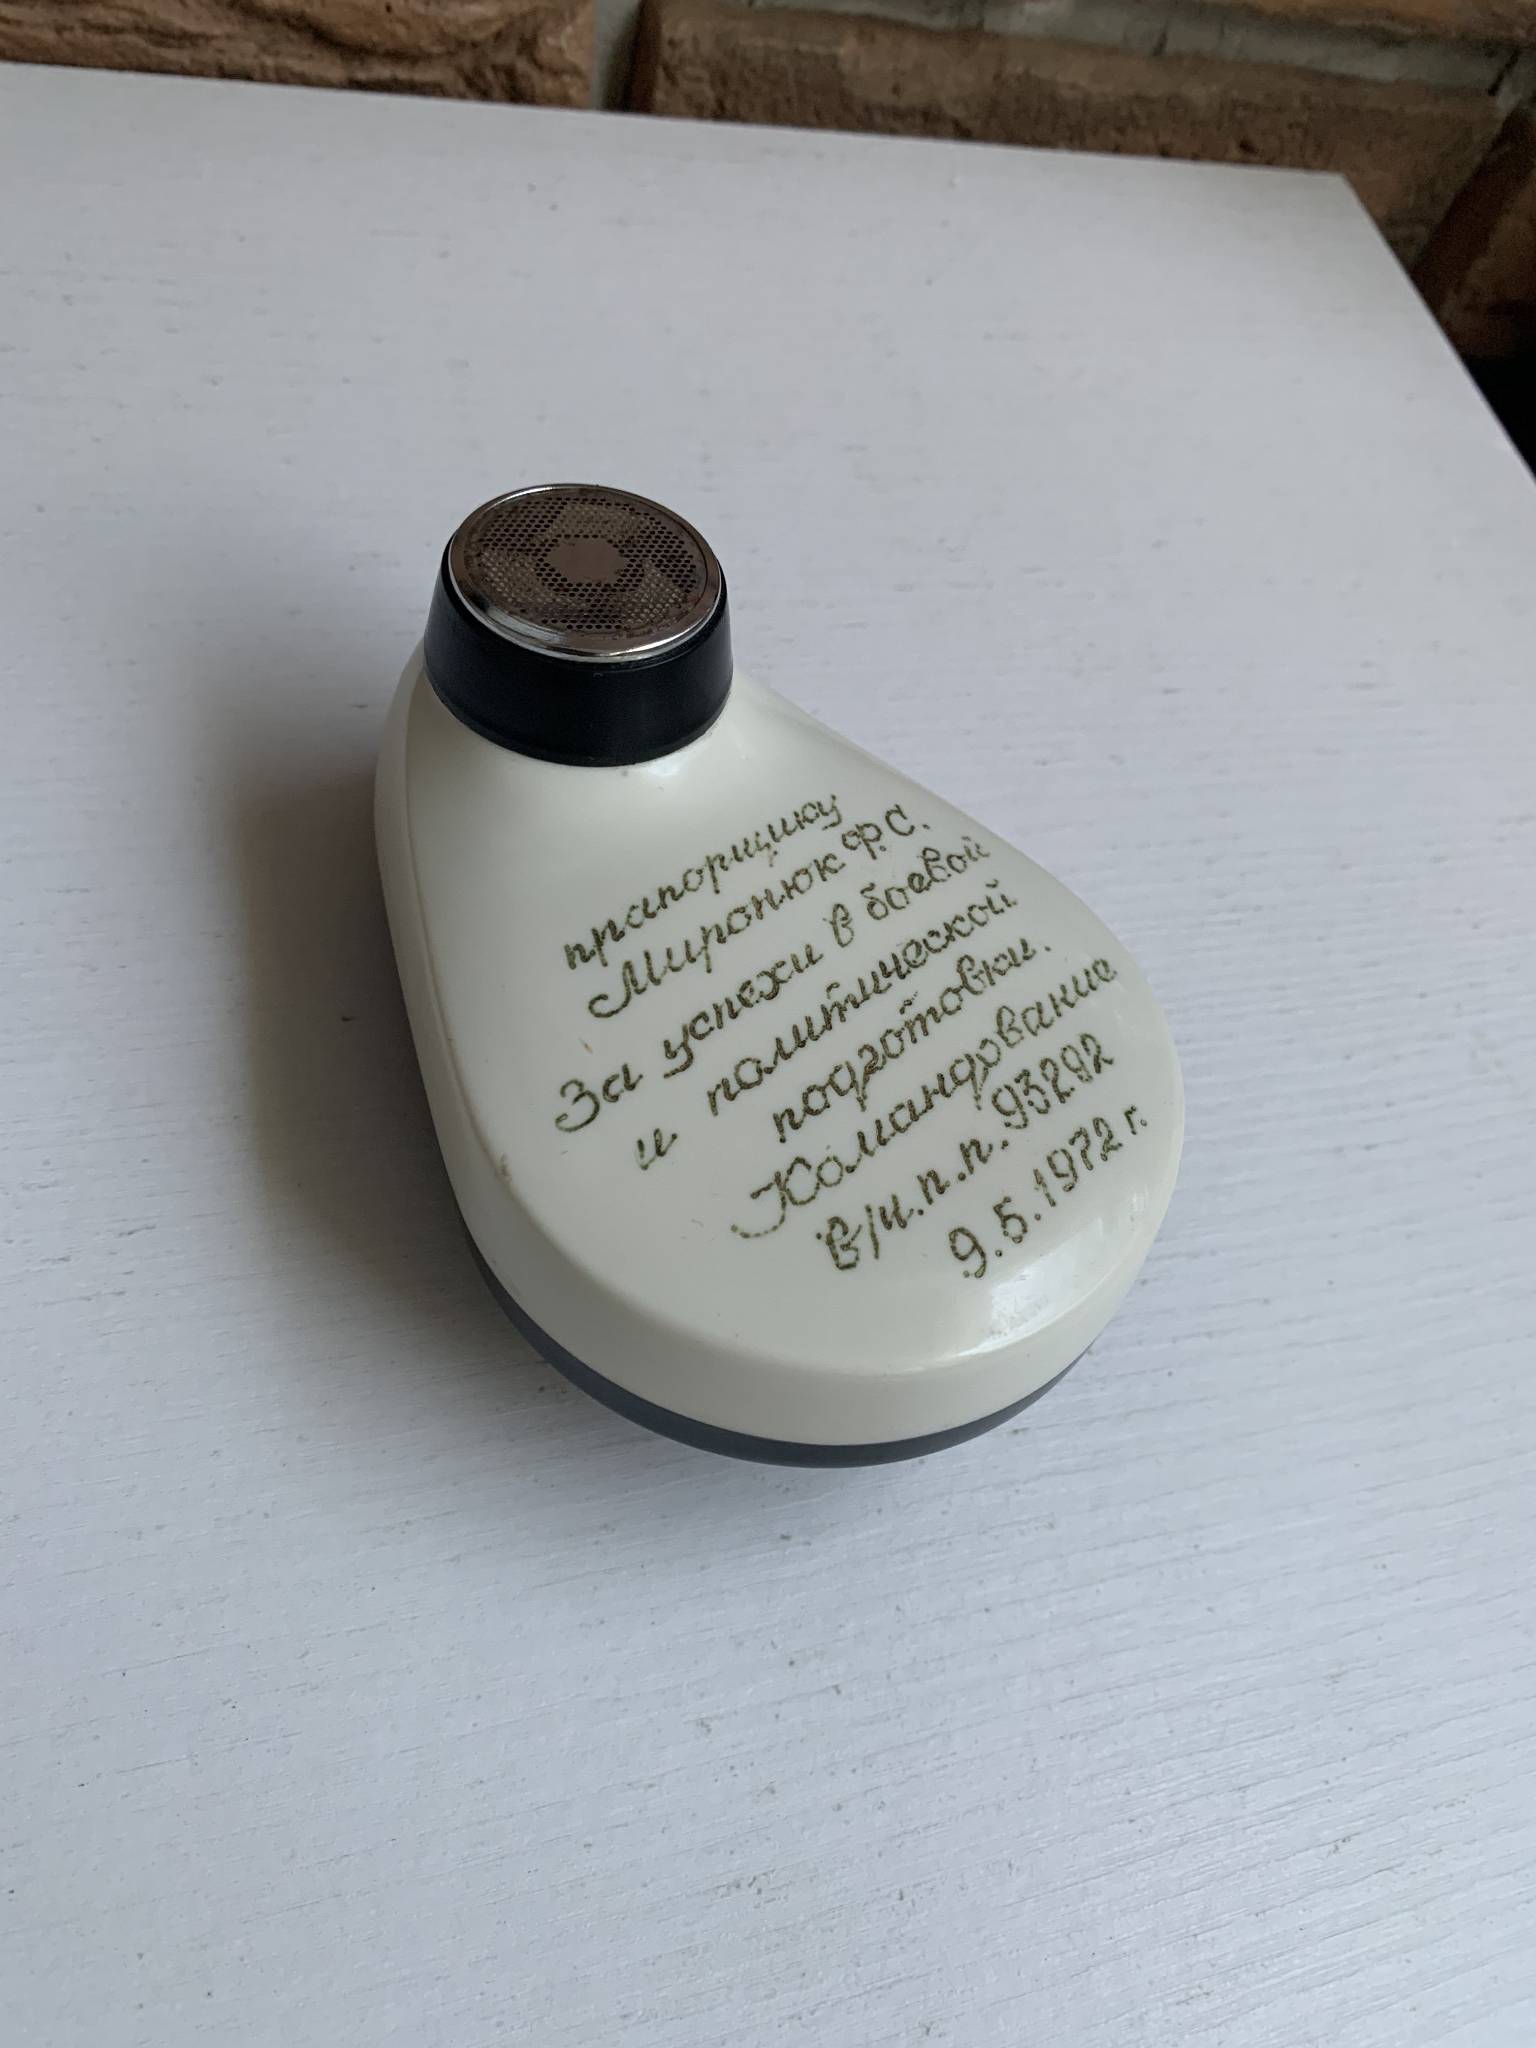 прапорщику
Миронюк Ф.С.
За успехи в боевой
и политической
подготовки.
Командование
в/ч.п.п. 93292
9.5.1972 г.